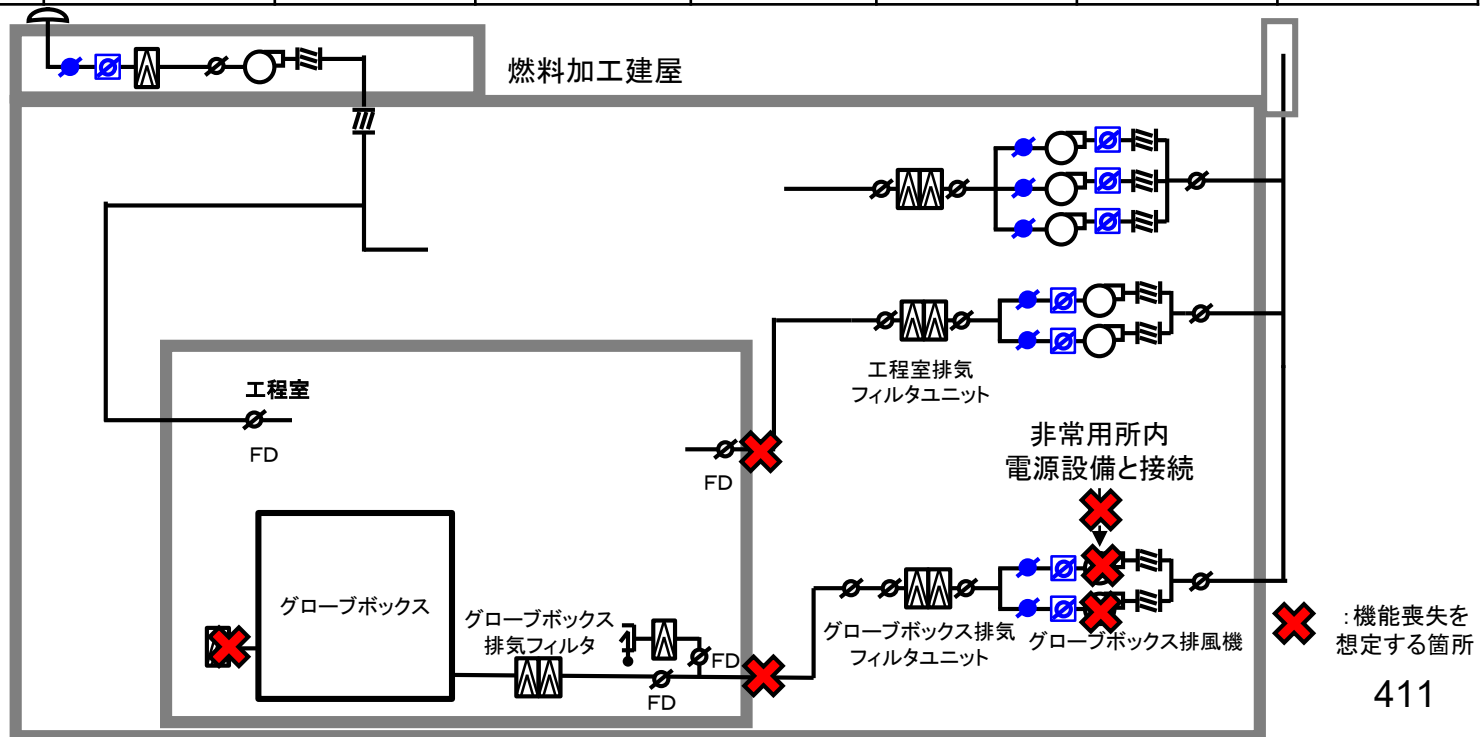 燃料加工建屋
工程室
FD
FD
工程室排気
フィルタユニット
非常用所内
電源設備と接続
グローブボックス
グローブボックス
排気フィルタ
FD
FD
グローブボックス排気
フィルタユニット
グローブボックス排風機
:機能喪失を
想定する箇所
411